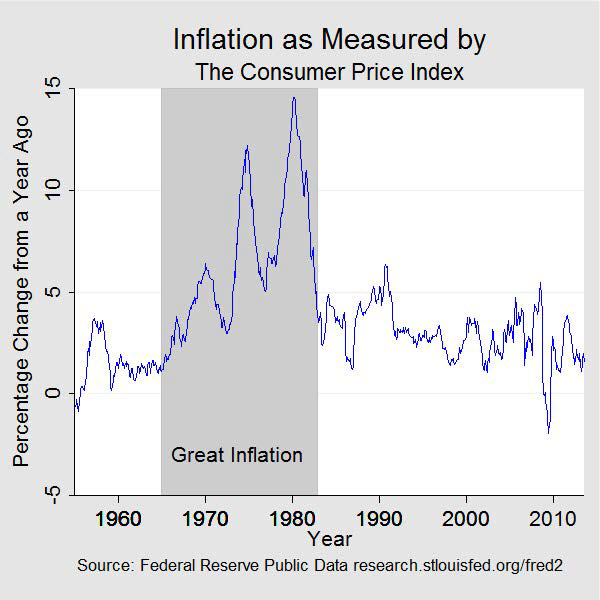 Inflation as Measured by
The Consumer Price Index
Percentage Change from a Year Ago
15
10
5
0
-5
Great Inflation
1960 1970 1980 1990 2000 2010
Year
Source: Federal Reserve Public Data research.stlouisfed.org/fred2